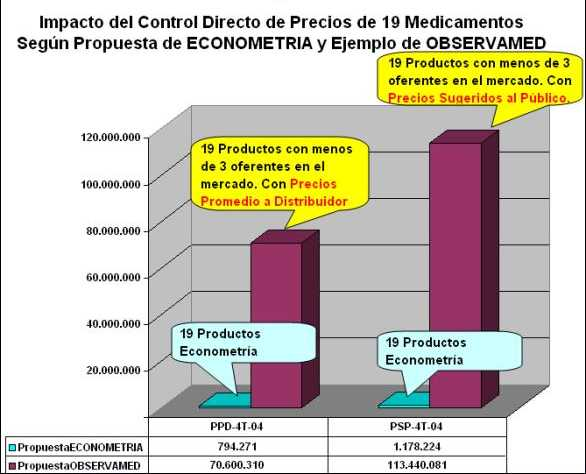 Impacto del Control Directo de Precios de 19 Medicamentos
Según Propuesta de ECONOMETRIA y Ejemplo de OBSERVAMED
19 Productos con menos de 3
oferentes en el mercado. Con
Precios Sugeridos al Público.
19 Productos con menos
de 3 oferentes en el
mercado. Con Precios
Promedio a Distribuidor
120.000.000
100.000.000
80.000.000
60.000.000
40.000.000
20.000.000
-
19 Productos
Econometría
19 Productos
Econometría
PPD-4T-04 PSP-4T-04
PropuestaECONOMETRIA 794.271 1.178.224
PropuestaOBSERVAMED 70.600.310 113.440.081